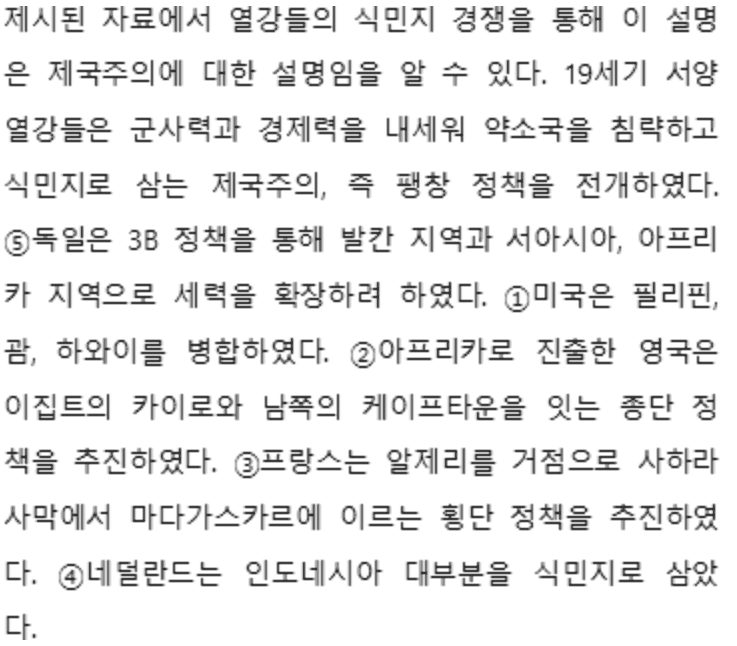 제시된 자료에서 열강들의 식민지 경쟁을 통해 이 설명
은 제국주의에 대한 설명임을 알 수 있다. 19세기 서양
열강들은 군사력과 경제력을 내세워 약소국을 침략하고
식민지로 삼는 제국주의, 즉 팽창 정책을 전개하였다.
⑤독일은 3B 정책을 통해 발칸 지역과 서아시아, 아프리
카 지역으로 세력을 확장하려 하였다. ①미국은 필리핀,
괌, 하와이를 병합하였다. ②아프리카로 진출한 영국은
이집트의 카이로와 남쪽의 케이프타운을 잇는 종단 정
책을 추진하였다. ③프랑스는 알제리를 거점으로 사하라
사막에서 마다가스카르에 이르는 횡단 정책을 추진하였
다. ④네덜란드는 인도네시아 대부분을 식민지로 삼았
다.